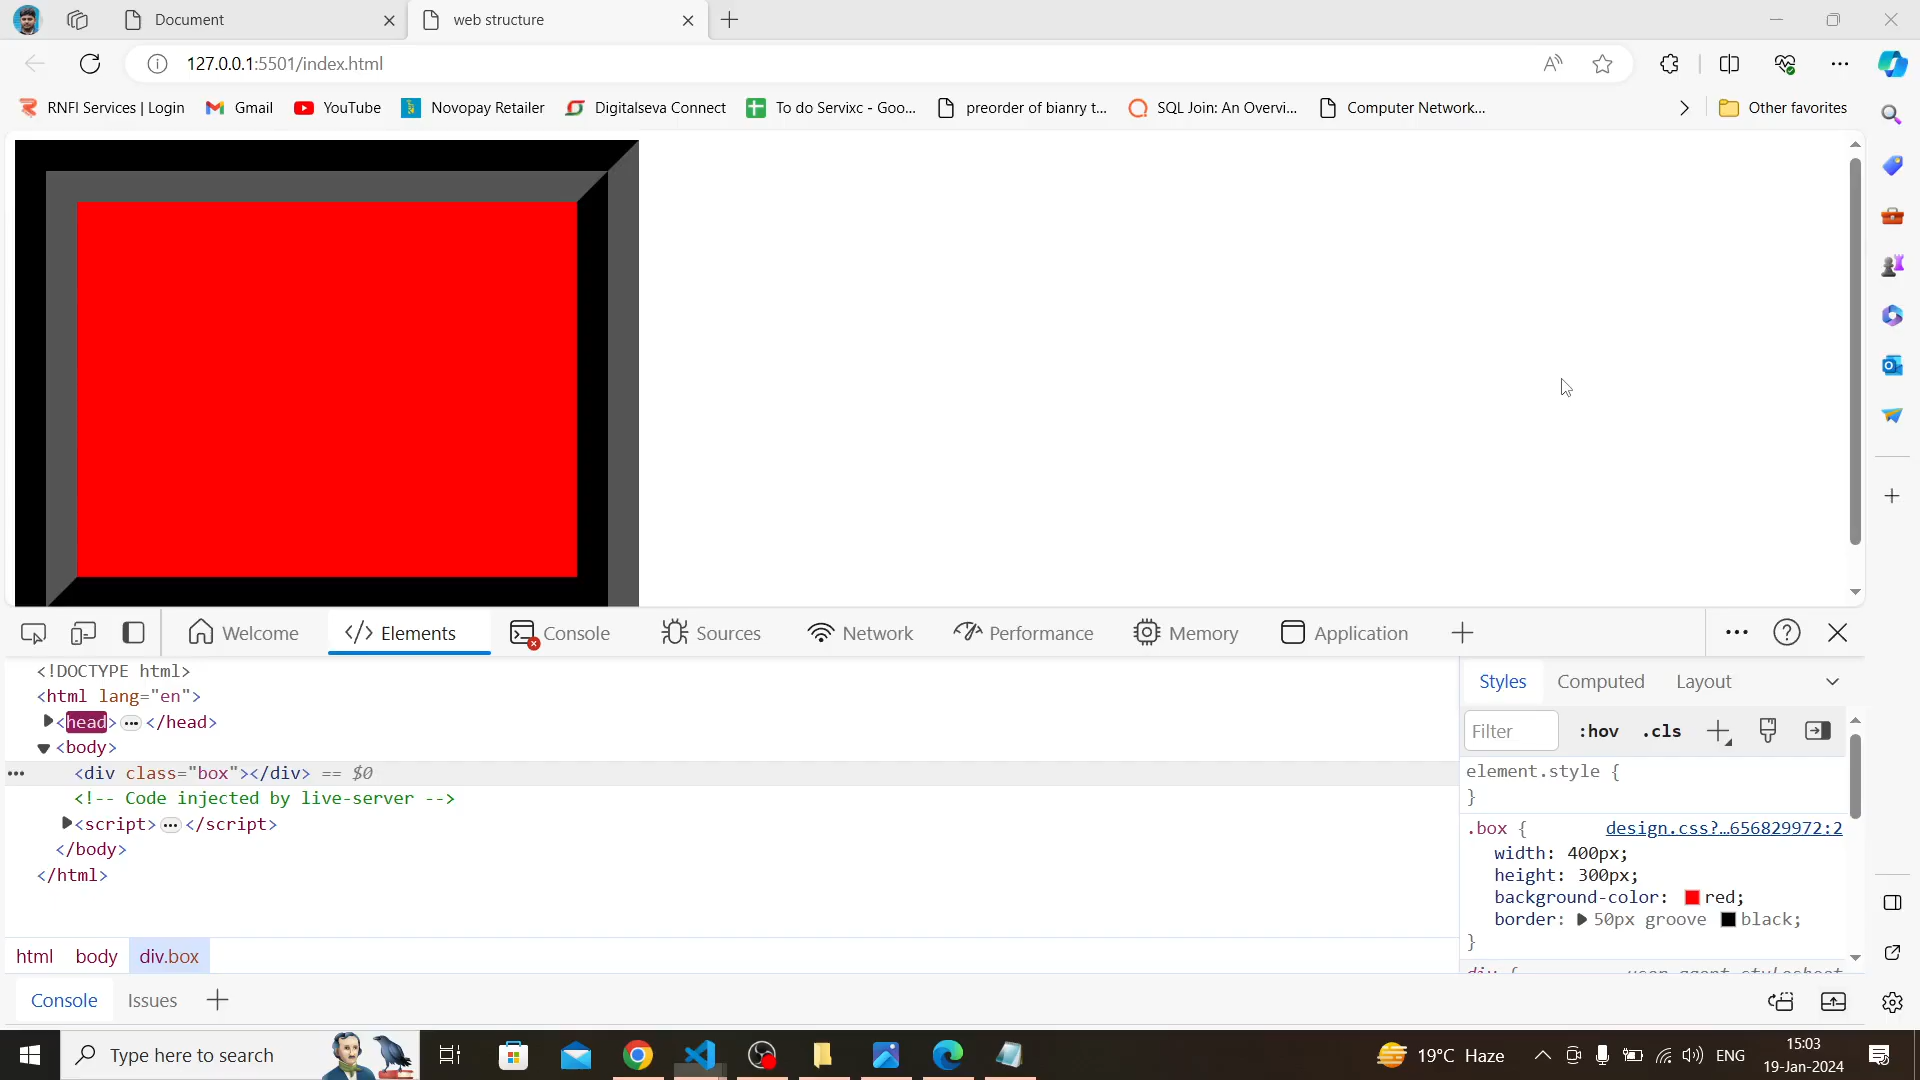 Document
web structure
127.0.0.1:5501/index.html
RNFI Services | Login
Gmail
YouTube
Novopay Retailer
Digitalseva Connect
To do Servixc - Goo...
preorder of bianry t...
SQL Join: An Overvi...
Computer Network...
Other favorites
Welcome
</> Elements
Console
Sources
Network
Performance
Memory
Application
<!DOCTYPE html>
<html lang="en">
<head> ... </head>
<body>
<div class="box"></div> == $0
<!-- Code injected by live-server -->
<script> ... </script>
</body>
</html>
html body div.box
Styles Computed Layout
Filter :hov .cls
element.style {
}
.box { design.css?…656829972:2
width: 400px;
height: 300px;
background-color: red;
border: 50px groove black;
}
div { user agent stylesheet
Console Issues
Type here to search
19°C Haze
ENG
15:03
19-Jan-2024